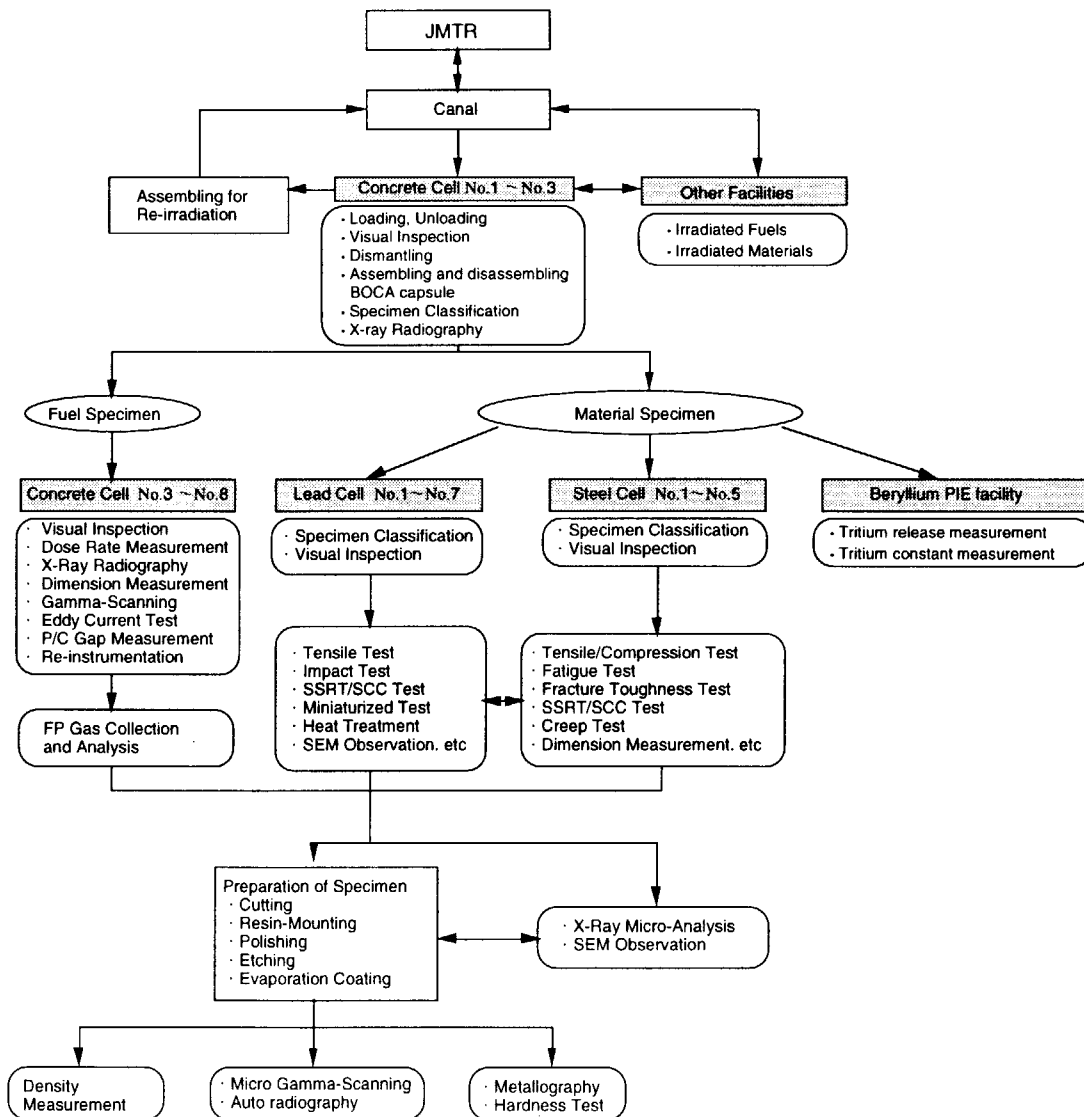 JMTR
Canal
Assembling for
Re-irradiation
Concrete Cell No.1 ~ No.3
· Loading, Unloading
· Visual Inspection
· Dismantling
· Assembling and disassembling
BOCA capsule
· Specimen Classification
· X-ray Radiography
Other Facilities
· Irradiated Fuels
· Irradiated Materials
Fuel Specimen
Material Specimen
Concrete Cell No.3 ~No.8
· Visual Inspection
· Dose Rate Measurement
· X-Ray Radiography
· Dimension Measurement
· Gamma-Scanning
· Eddy Current Test
· P/C Gap Measurement
· Re-instrumentation
FP Gas Collection
and Analysis
Lead Cell No.1~No.7
· Specimen Classification
· Visual Inspection
· Tensile Test
· Impact Test
· SSRT/SCC Test
· Miniaturized Test
· Heat Treatment
· SEM Observation. etc
Steel Cell No.1~No.5
· Specimen Classification
· Visual Inspection
· Tensile/Compression Test
· Fatigue Test
· Fracture Toughness Test
· SSRT/SCC Test
· Creep Test
· Dimension Measurement. etc
Beryllium PIE facility
· Tritium release measurement
· Tritium constant measurement
Preparation of Specimen
· Cutting
· Resin-Mounting
· Polishing
· Etching
· Evaporation Coating
· X-Ray Micro-Analysis
· SEM Observation
Density
Measurement
· Micro Gamma-Scanning
· Auto radiography
· Metallography
· Hardness Test